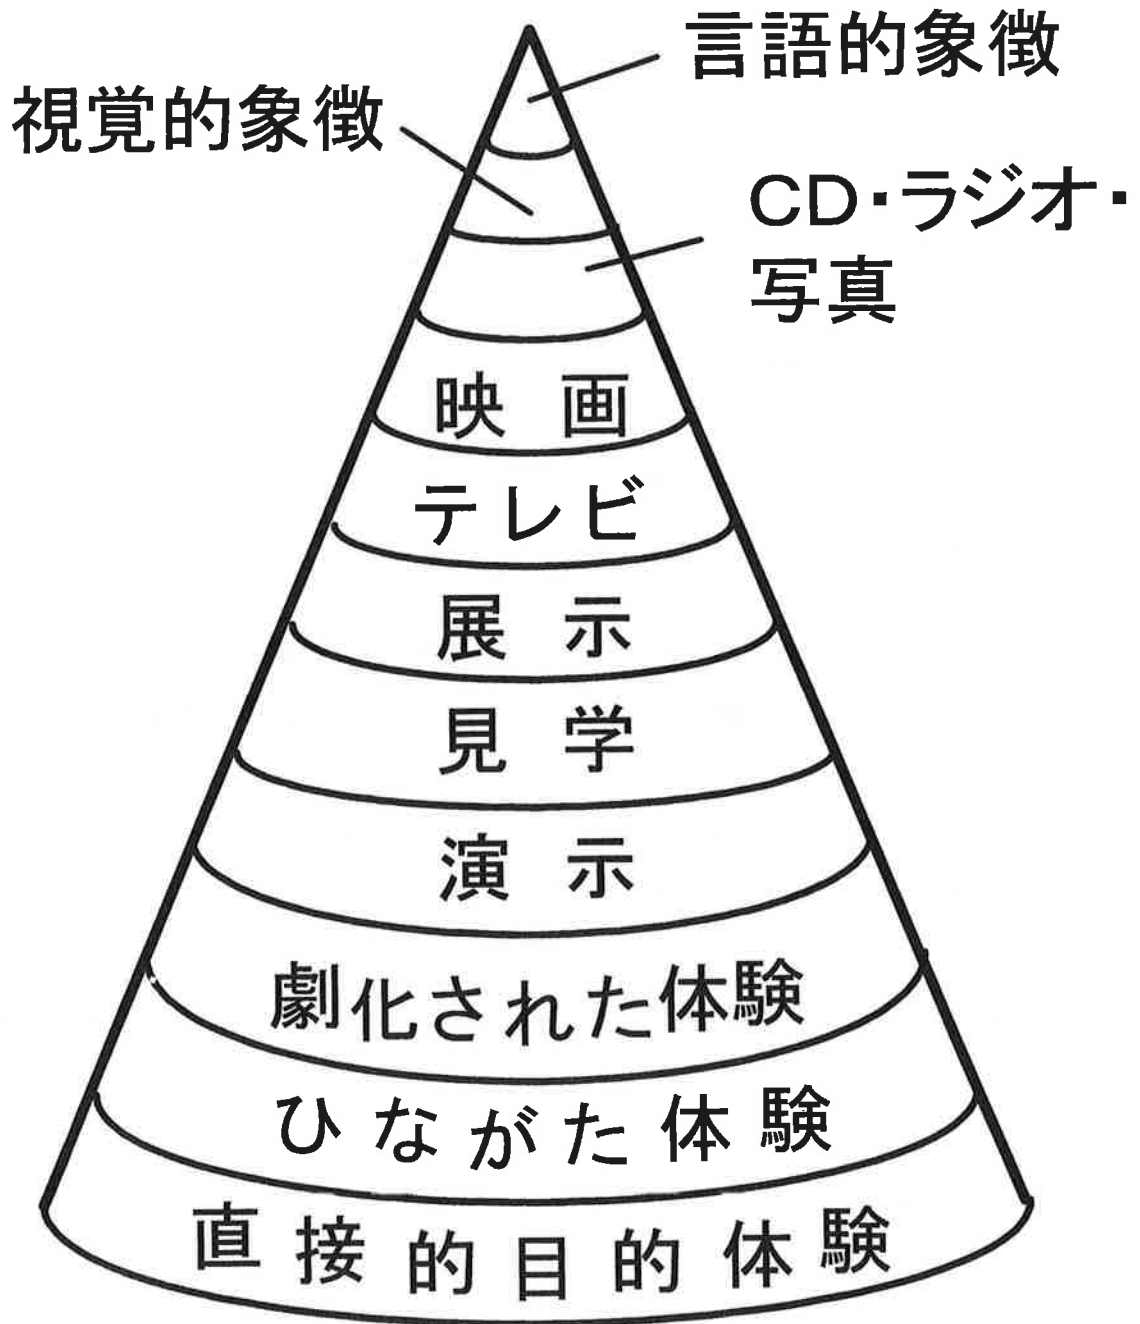 言語的象徴
視覚的象徴
CD・ラジオ・
写真
映画
テレビ
展示
見学
演示
劇化された体験
ひながた体験
直接的目的体験